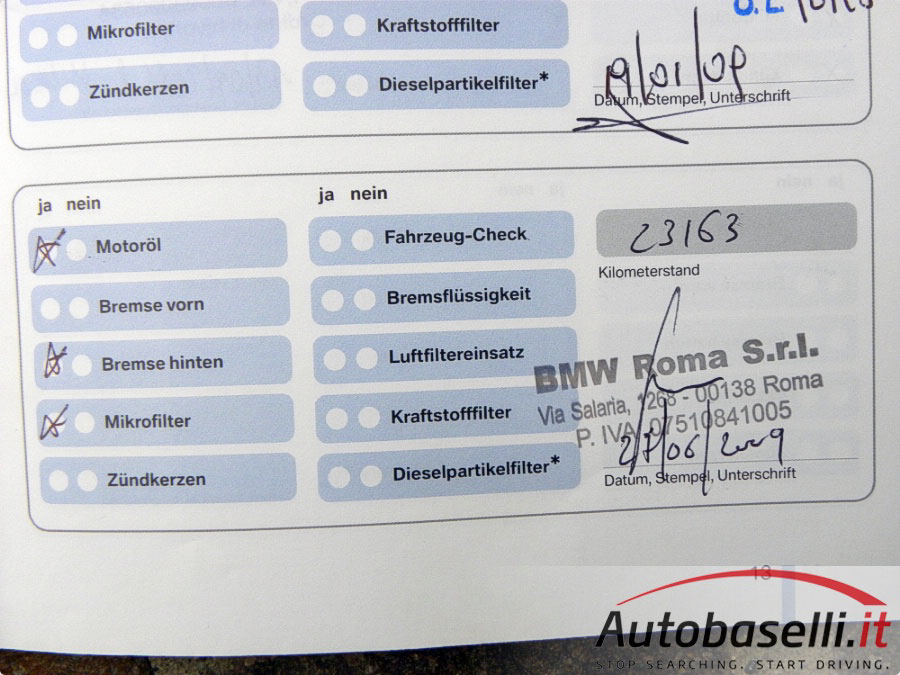 Mikrofilter
Kraftstofffilter
Zündkerzen
Dieselpartikelfilter*
19/01/09
Datum, Stempel, Unterschrift
ja nein
ja nein
Motoröl
Fahrzeug-Check
23163
Kilometerstand
Bremse vorn
Bremsflüssigkeit
Bremse hinten
Luftfiltereinsatz
BMW Roma S.r.l.
Via Salaria, 1268 - 00138 Roma
P. IVA 07510841005
Mikrofilter
Kraftstofffilter
27/06/2009
Zündkerzen
Dieselpartikelfilter*
Datum, Stempel, Unterschrift
13
Autobaselli.it
STOP SEARCHING. START DRIVING.